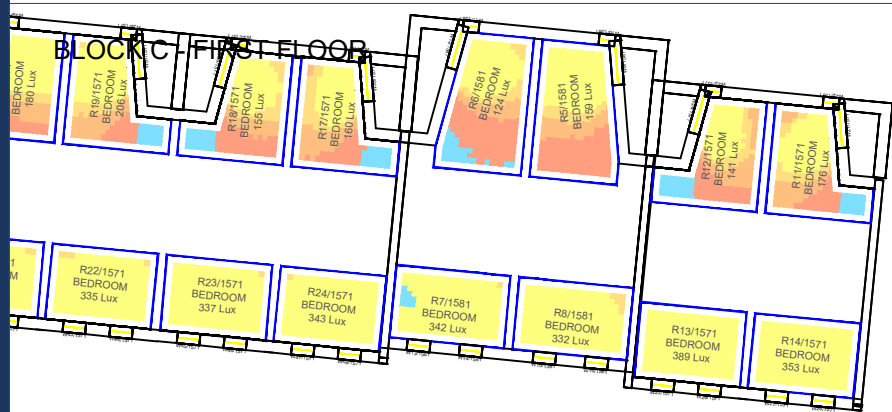 BLOCK C - FIRST FLOOR
BEDROOM
180 Lux
R19/1571
BEDROOM
206 Lux
R18/1571
BEDROOM
155 Lux
R17/1571
BEDROOM
160 Lux
R6/1581
BEDROOM
124 Lux
R5/1581
BEDROOM
159 Lux
R12/1571
BEDROOM
141 Lux
R11/1571
BEDROOM
176 Lux
R22/1571
BEDROOM
335 Lux
R23/1571
BEDROOM
337 Lux
R24/1571
BEDROOM
343 Lux
R7/1581
BEDROOM
342 Lux
R8/1581
BEDROOM
332 Lux
R13/1571
BEDROOM
389 Lux
R14/1571
BEDROOM
353 Lux